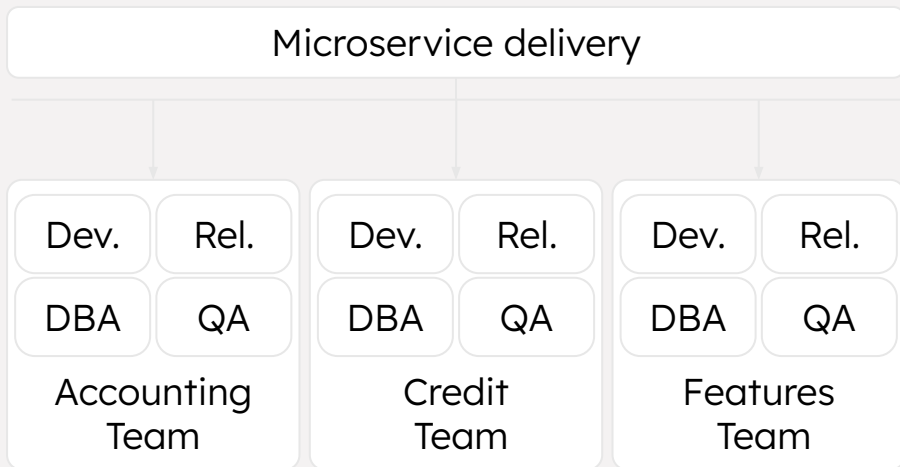 Microservice delivery
Dev. Rel. Dev. Rel. Dev. Rel.
DBA QA DBA QA DBA QA
Accounting Credit Features
Team Team Team